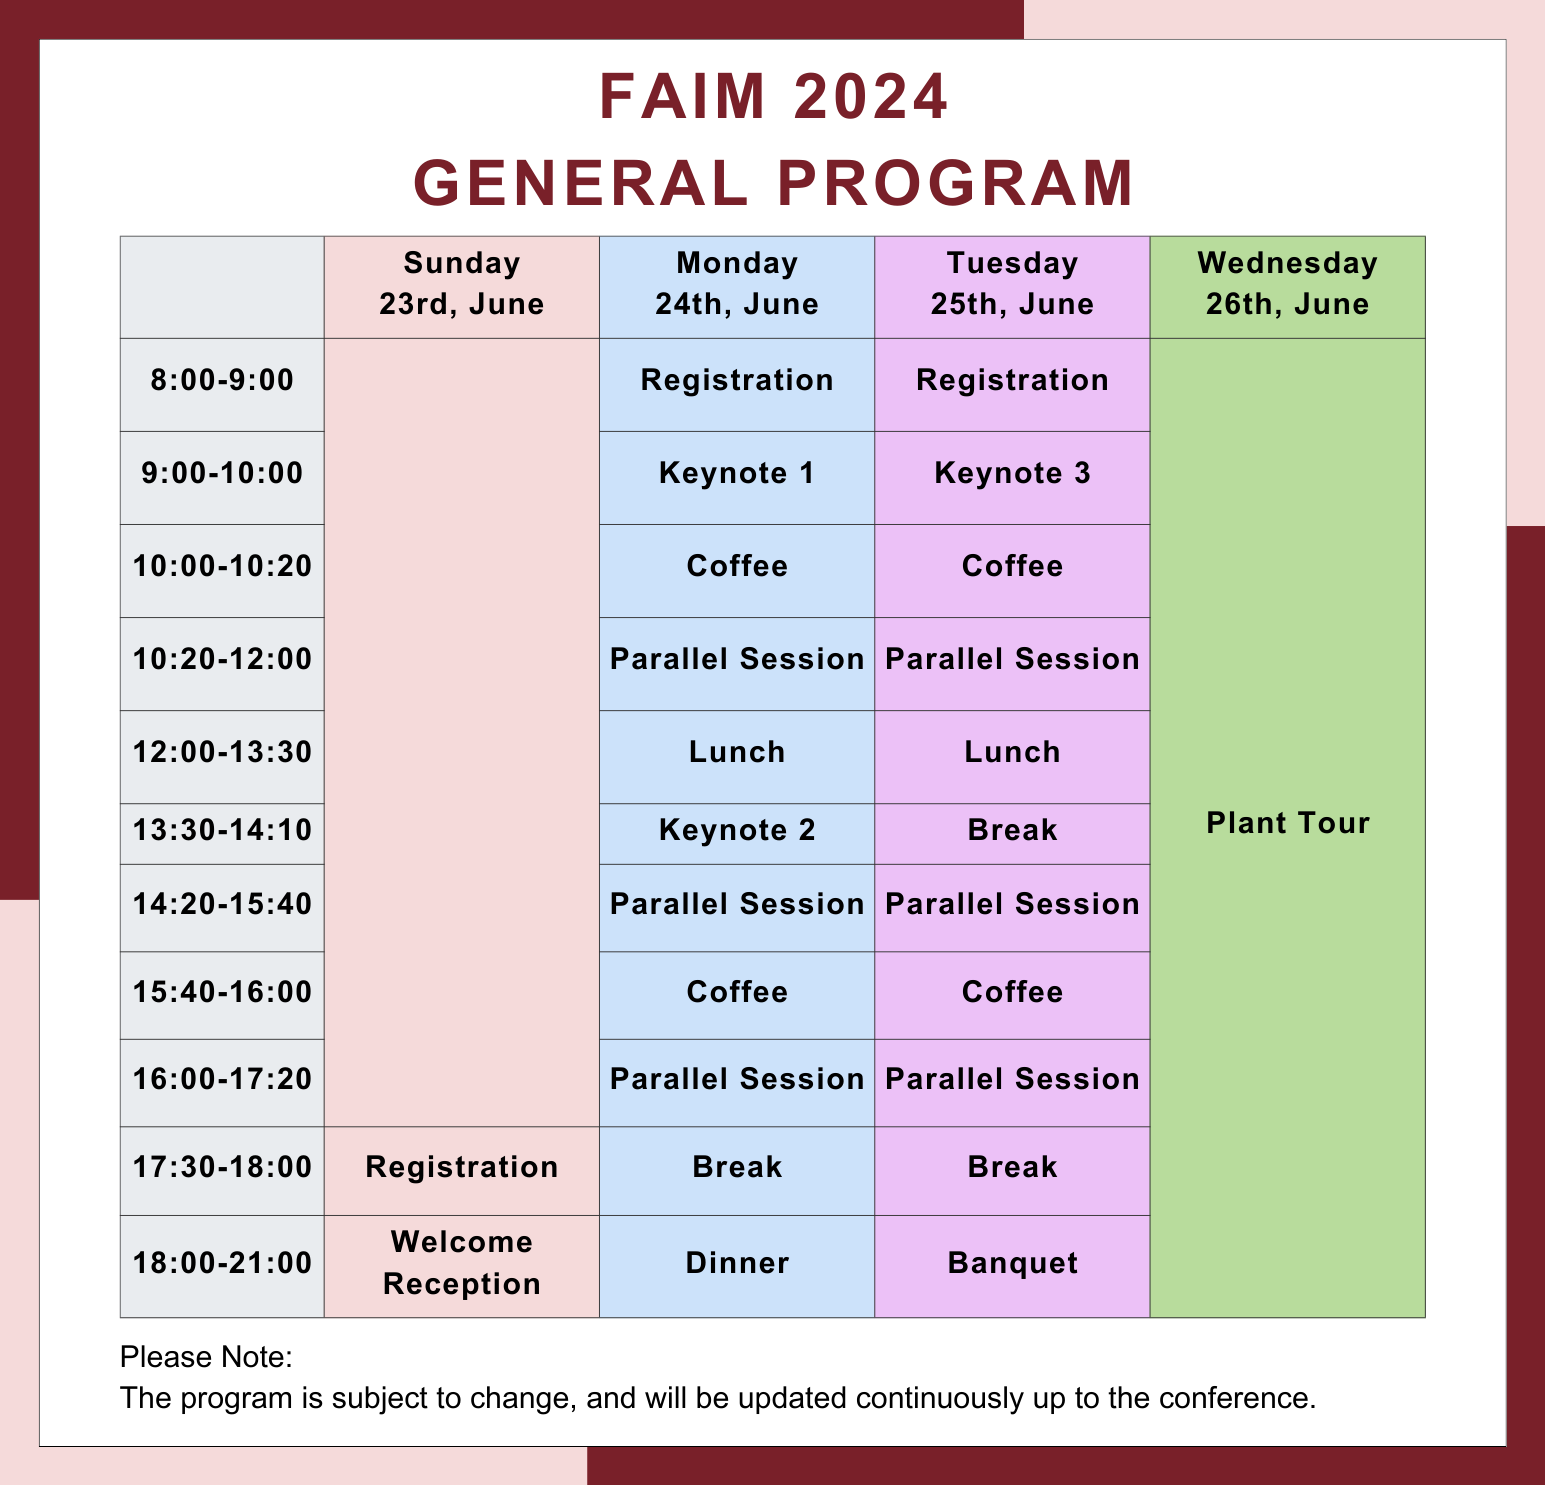 FAIM 2024
GENERAL PROGRAM
Sunday
23rd, June
Monday
24th, June
Tuesday
25th, June
Wednesday
26th, June
8:00-9:00
Registration
Registration
9:00-10:00
Keynote 1
Keynote 3
10:00-10:20
Coffee
Coffee
10:20-12:00
Parallel Session
Parallel Session
12:00-13:30
Lunch
Lunch
13:30-14:10
Keynote 2
Break
Plant Tour
14:20-15:40
Parallel Session
Parallel Session
15:40-16:00
Coffee
Coffee
16:00-17:20
Parallel Session
Parallel Session
17:30-18:00
Registration
Break
Break
18:00-21:00
Welcome
Reception
Dinner
Banquet
Please Note:
The program is subject to change, and will be updated continuously up to the conference.